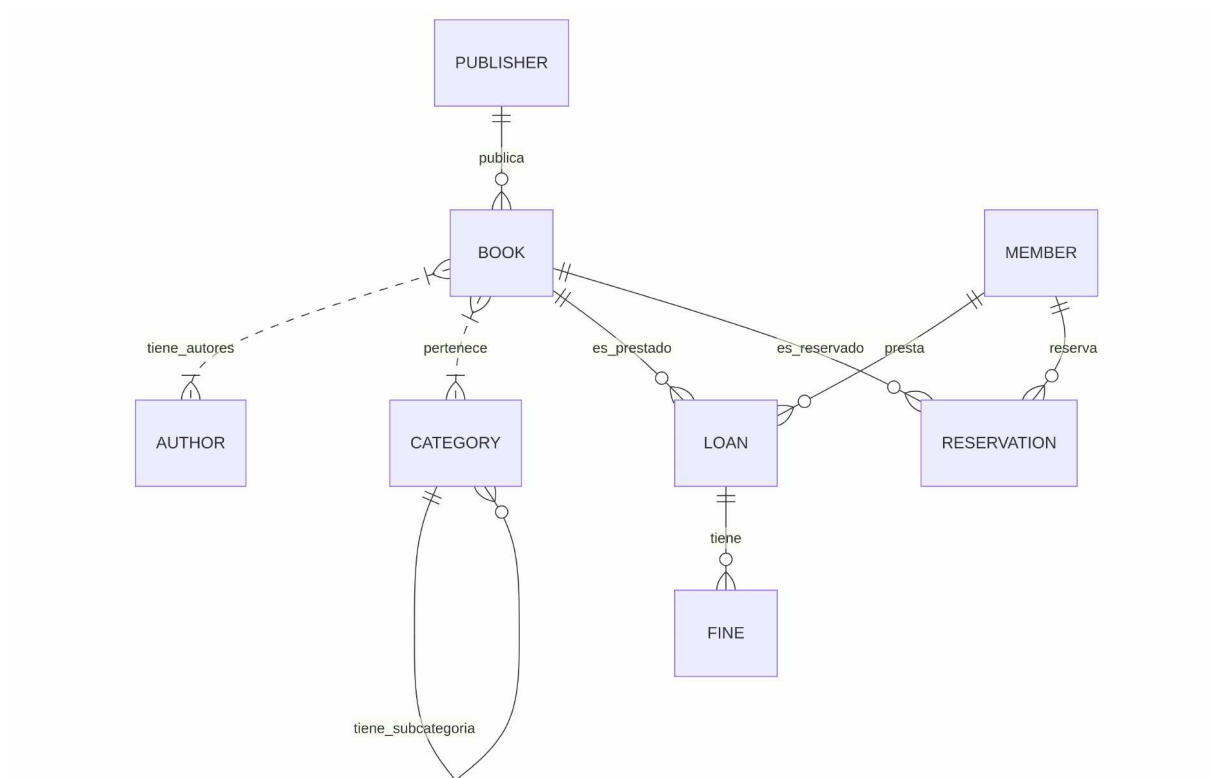 PUBLISHER
publica
BOOK
MEMBER
tiene_autores
pertenece
es_prestado
es_reservado
presta
reserva
AUTHOR
CATEGORY
LOAN
RESERVATION
tiene
FINE
tiene_subcategoria